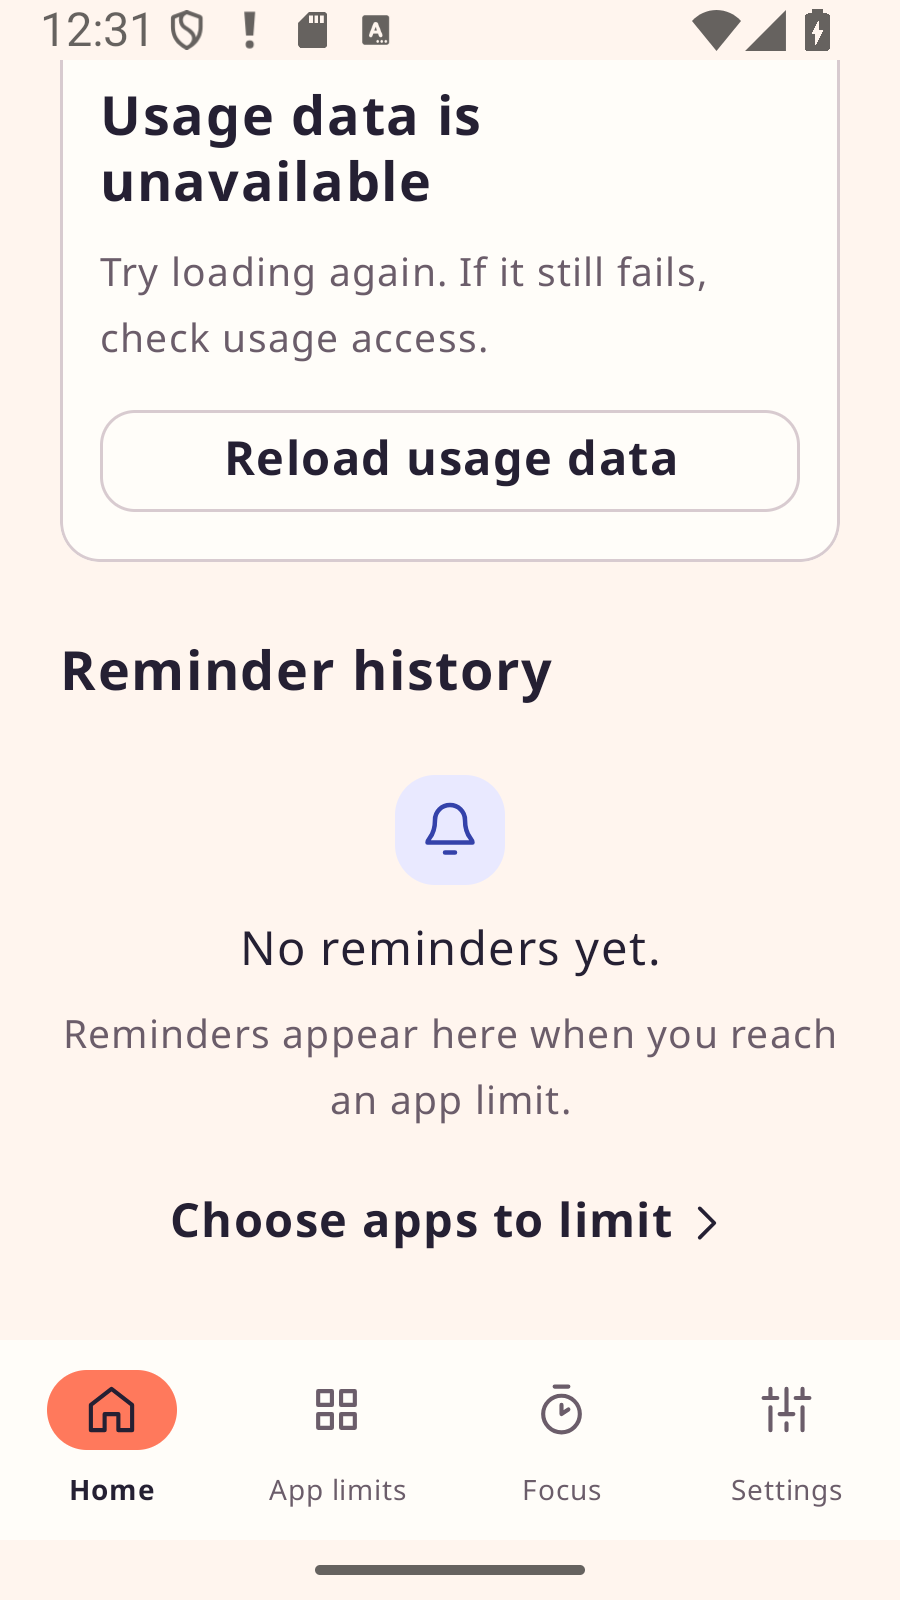 12:31
Usage data is
unavailable
Try loading again. If it still fails,
check usage access.
Reload usage data
Reminder history
No reminders yet.
Reminders appear here when you reach
an app limit.
Choose apps to limit
Home
App limits
Focus
Settings